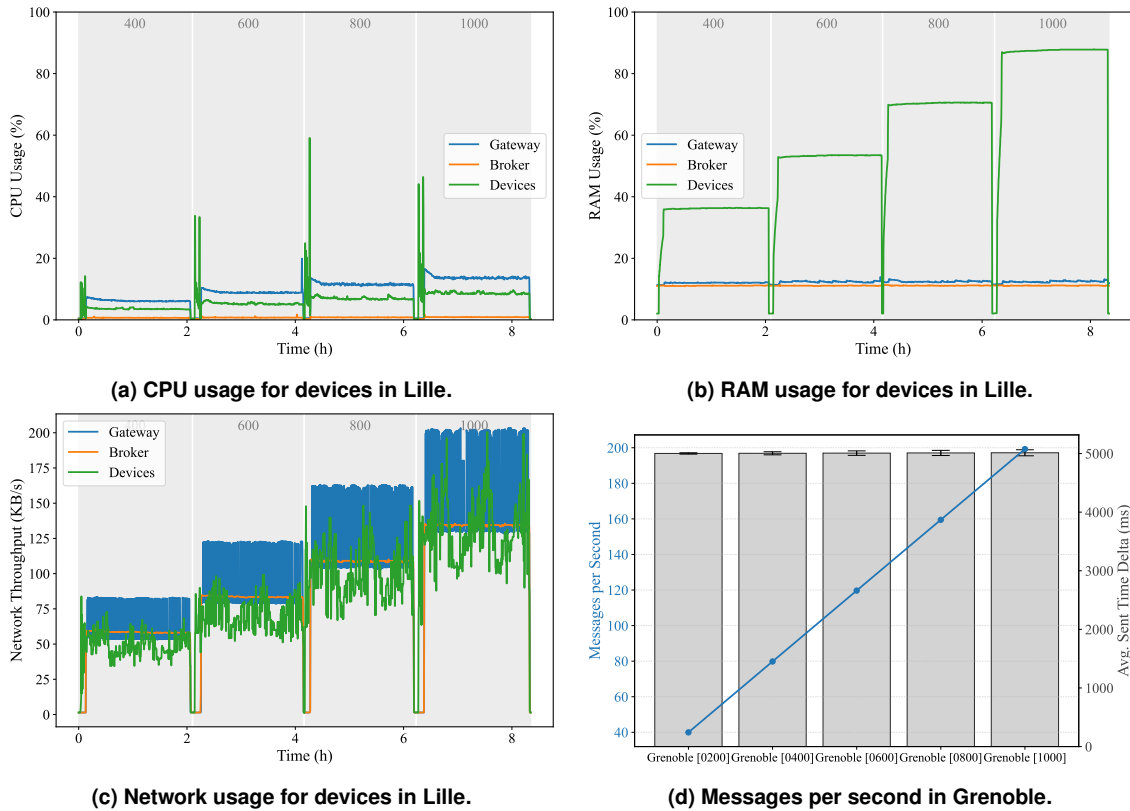 400
600
800
1000
100
80
60
40
20
0
CPU Usage (%)
Gateway
Broker
Devices
0
2
4
6
8
Time (h)
(a) CPU usage for devices in Lille.
400
600
800
1000
100
80
60
40
20
0
RAM Usage (%)
Gateway
Broker
Devices
0
2
4
6
8
Time (h)
(b) RAM usage for devices in Lille.
600
800
1000
200
175
150
125
100
75
50
25
0
Network Throughput (KB/s)
Gateway
Broker
Devices
0
2
4
6
8
Time (h)
(c) Network usage for devices in Lille.
200
180
160
140
120
100
80
60
40
Messages per Second
5000
4000
3000
2000
1000
0
Avg. Sent Time Delta (ms)
Grenoble [0200]
Grenoble [0400]
Grenoble [0600]
Grenoble [0800]
Grenoble [1000]
(d) Messages per second in Grenoble.